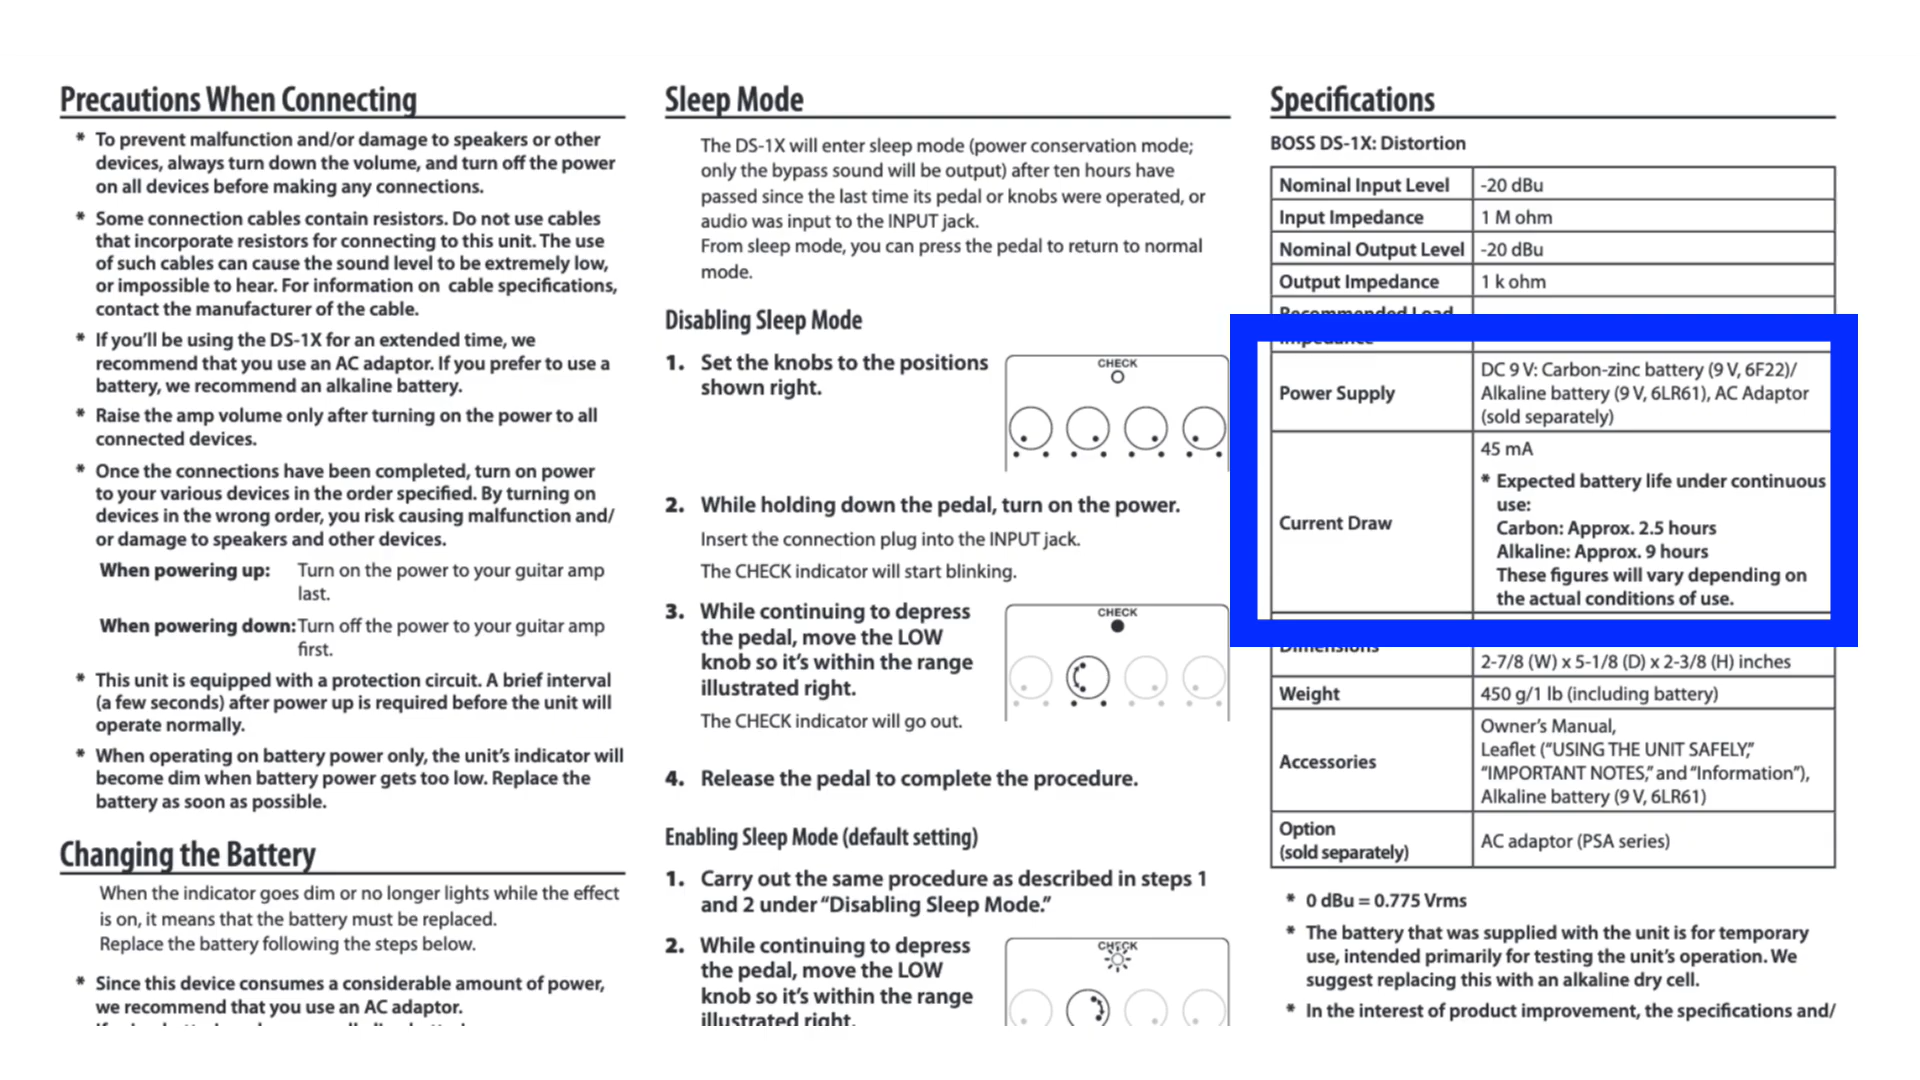 Precautions When Connecting
* To prevent malfunction and/or damage to speakers or other
devices, always turn down the volume, and turn off the power
on all devices before making any connections.
* Some connection cables contain resistors. Do not use cables
that incorporate resistors for connecting to this unit. The use
of such cables can cause the sound level to be extremely low,
or impossible to hear. For information on cable specifications,
contact the manufacturer of the cable.
* If you'll be using the DS-1X for an extended time, we
recommend that you use an AC adaptor. If you prefer to use a
battery, we recommend an alkaline battery.
* Raise the amp volume only after turning on the power to all
connected devices.
* Once the connections have been completed, turn on power
to your various devices in the order specified. By turning on
devices in the wrong order, you risk causing malfunction and/
or damage to speakers and other devices.
When powering up: Turn on the power to your guitar amp
last.
When powering down: Turn off the power to your guitar amp
first.
* This unit is equipped with a protection circuit. A brief interval
(a few seconds) after power up is required before the unit will
operate normally.
* When operating on battery power only, the unit's indicator will
become dim when battery power gets too low. Replace the
battery as soon as possible.
Changing the Battery
When the indicator goes dim or no longer lights while the effect
is on, it means that the battery must be replaced.
Replace the battery following the steps below.
* Since this device consumes a considerable amount of power,
we recommend that you use an AC adaptor.
Sleep Mode
The DS-1X will enter sleep mode (power conservation mode;
only the bypass sound will be output) after ten hours have
passed since the last time its pedal or knobs were operated, or
audio was input to the INPUT jack.
From sleep mode, you can press the pedal to return to normal
mode.
Disabling Sleep Mode
1. Set the knobs to the positions
shown right.
CHECK
2. While holding down the pedal, turn on the power.
Insert the connection plug into the INPUT jack.
The CHECK indicator will start blinking.
3. While continuing to depress
the pedal, move the LOW
knob so it's within the range
illustrated right.
The CHECK indicator will go out.
CHECK
4. Release the pedal to complete the procedure.
Enabling Sleep Mode (default setting)
1. Carry out the same procedure as described in steps 1
and 2 under "Disabling Sleep Mode."
2. While continuing to depress
the pedal, move the LOW
knob so it's within the range
illustrated right.
CHECK
Specifications
BOSS DS-1X: Distortion
Nominal Input Level -20 dBu
Input Impedance 1 M ohm
Nominal Output Level -20 dBu
Output Impedance 1 k ohm
Recommended Load
Impedance
Power Supply
DC 9 V: Carbon-zinc battery (9 V, 6F22)/
Alkaline battery (9 V, 6LR61), AC Adaptor
(sold separately)
Current Draw
45 mA
* Expected battery life under continuous
use:
Carbon: Approx. 2.5 hours
Alkaline: Approx. 9 hours
These figures will vary depending on
the actual conditions of use.
Dimensions
2-7/8 (W) x 5-1/8 (D) x 2-3/8 (H) inches
Weight 450 g/1 lb (including battery)
Accessories
Owner's Manual,
Leaflet ("USING THE UNIT SAFELY,"
"IMPORTANT NOTES," and "Information"),
Alkaline battery (9 V, 6LR61)
Option
(sold separately)
AC adaptor (PSA series)
* 0 dBu = 0.775 Vrms
* The battery that was supplied with the unit is for temporary
use, intended primarily for testing the unit's operation. We
suggest replacing this with an alkaline dry cell.
* In the interest of product improvement, the specifications and/